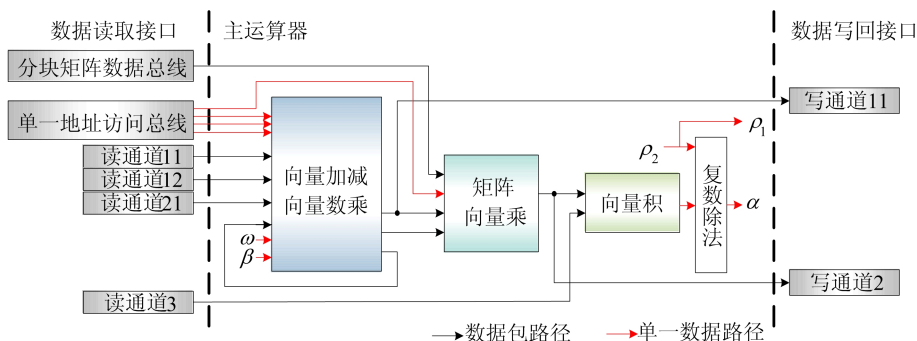 数据读取接口
主运算器
数据写回接口
分块矩阵数据总线
单一地址访问总线
读通道11
读通道12
读通道21
读通道3
ω
β
向量加减
向量数乘
矩阵
向量乘
向量积
复数除法
ρ₂
ρ₁
α
写通道11
写通道2
数据包路径
单一数据路径